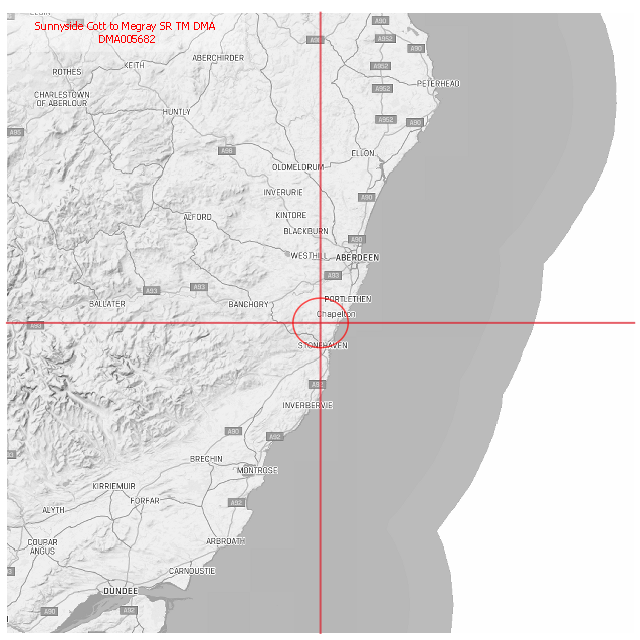 Sunnyside Cott to Megray SR TM DMA
DMA005682
A90
A952
A96
KEITH
ABERCHIRDER
ROTHES
A952
PETERHEAD
A952
CHARLESTOWN
OF ABERLOUR
HUNTLY
A952
A90
A95
A96
ELLON
OLDMELDRUM
INVERURIE
A90
KINTORE
ALFORD
BLACKBURN
A90
WESTHILL
ABERDEEN
A93
A93
A93
PORTLETHEN
BALLATER
BANCHORY
Chapelton
A93
STONEHAVEN
A92
INVERBERVIE
A90
A92
BRECHIN
MONTROSE
KIRRIEMUIR
FORFAR
A92
ALYTH
COUPAR
ANGUS
ARBROATH
CARNOUSTIE
DUNDEE
A90
A92